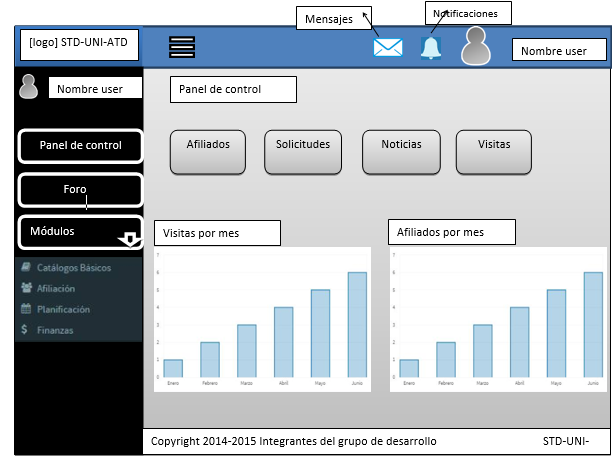 Mensajes
Notificaciones
[logo] STD-UNI-ATD
Nombre user
Nombre user
Panel de control
Panel de control
Afiliados
Solicitudes
Noticias
Visitas
Foro
Módulos
Visitas por mes
Afiliados por mes
Catálogos Básicos
Afiliación
Planificación
$ Finanzas
7
6
5
4
3
2
1
0
Enero Febrero Marzo Abril Mayo Junio
7
6
5
4
3
2
1
0
Enero Febrero Marzo Abril Mayo Junio
Copyright 2014-2015 Integrantes del grupo de desarrollo
STD-UNI-